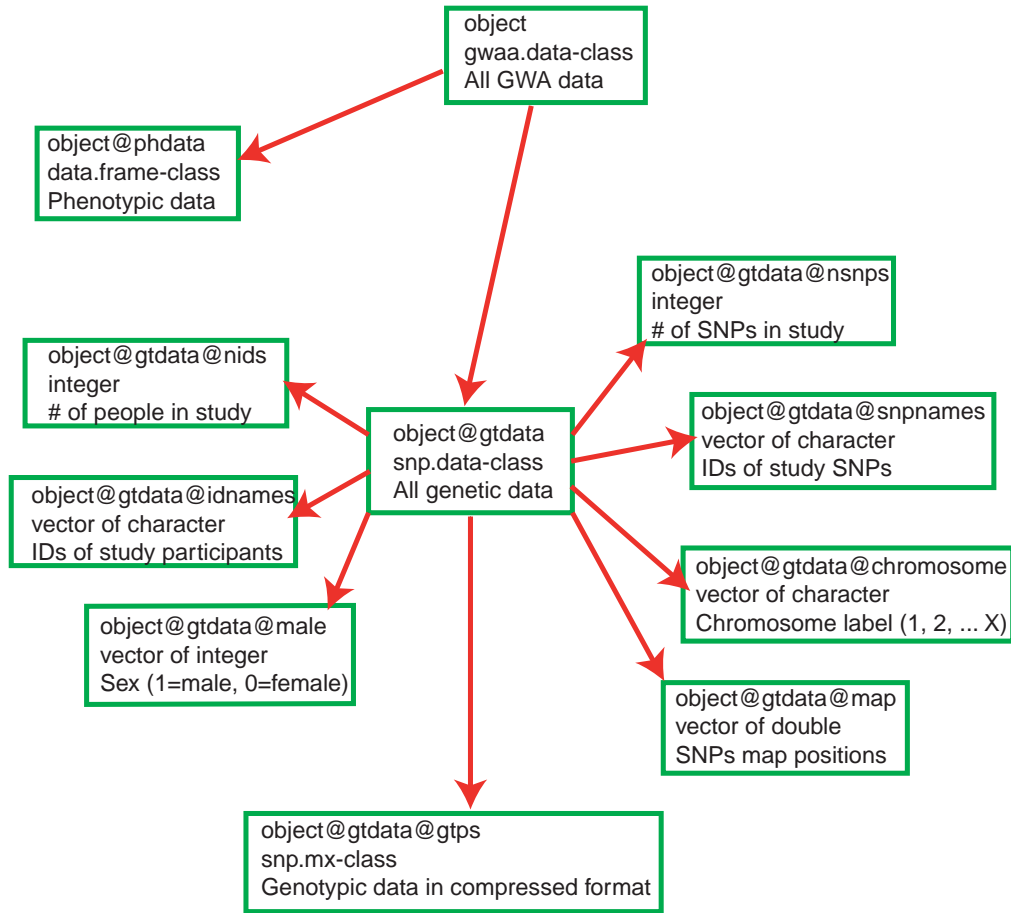 object
gwaa.data-class
All GWA data
object@phdata
data.frame-class
Phenotypic data
object@gtdata@nsnps
integer
# of SNPs in study
object@gtdata@nids
integer
# of people in study
object@gtdata@snpnames
vector of character
IDs of study SNPs
object@gtdata
snp.data-class
All genetic data
object@gtdata@idnames
vector of character
IDs of study participants
object@gtdata@chromosome
vector of character
Chromosome label (1, 2, ... X)
object@gtdata@male
vector of integer
Sex (1=male, 0=female)
object@gtdata@map
vector of double
SNPs map positions
object@gtdata@gtps
snp.mx-class
Genotypic data in compressed format